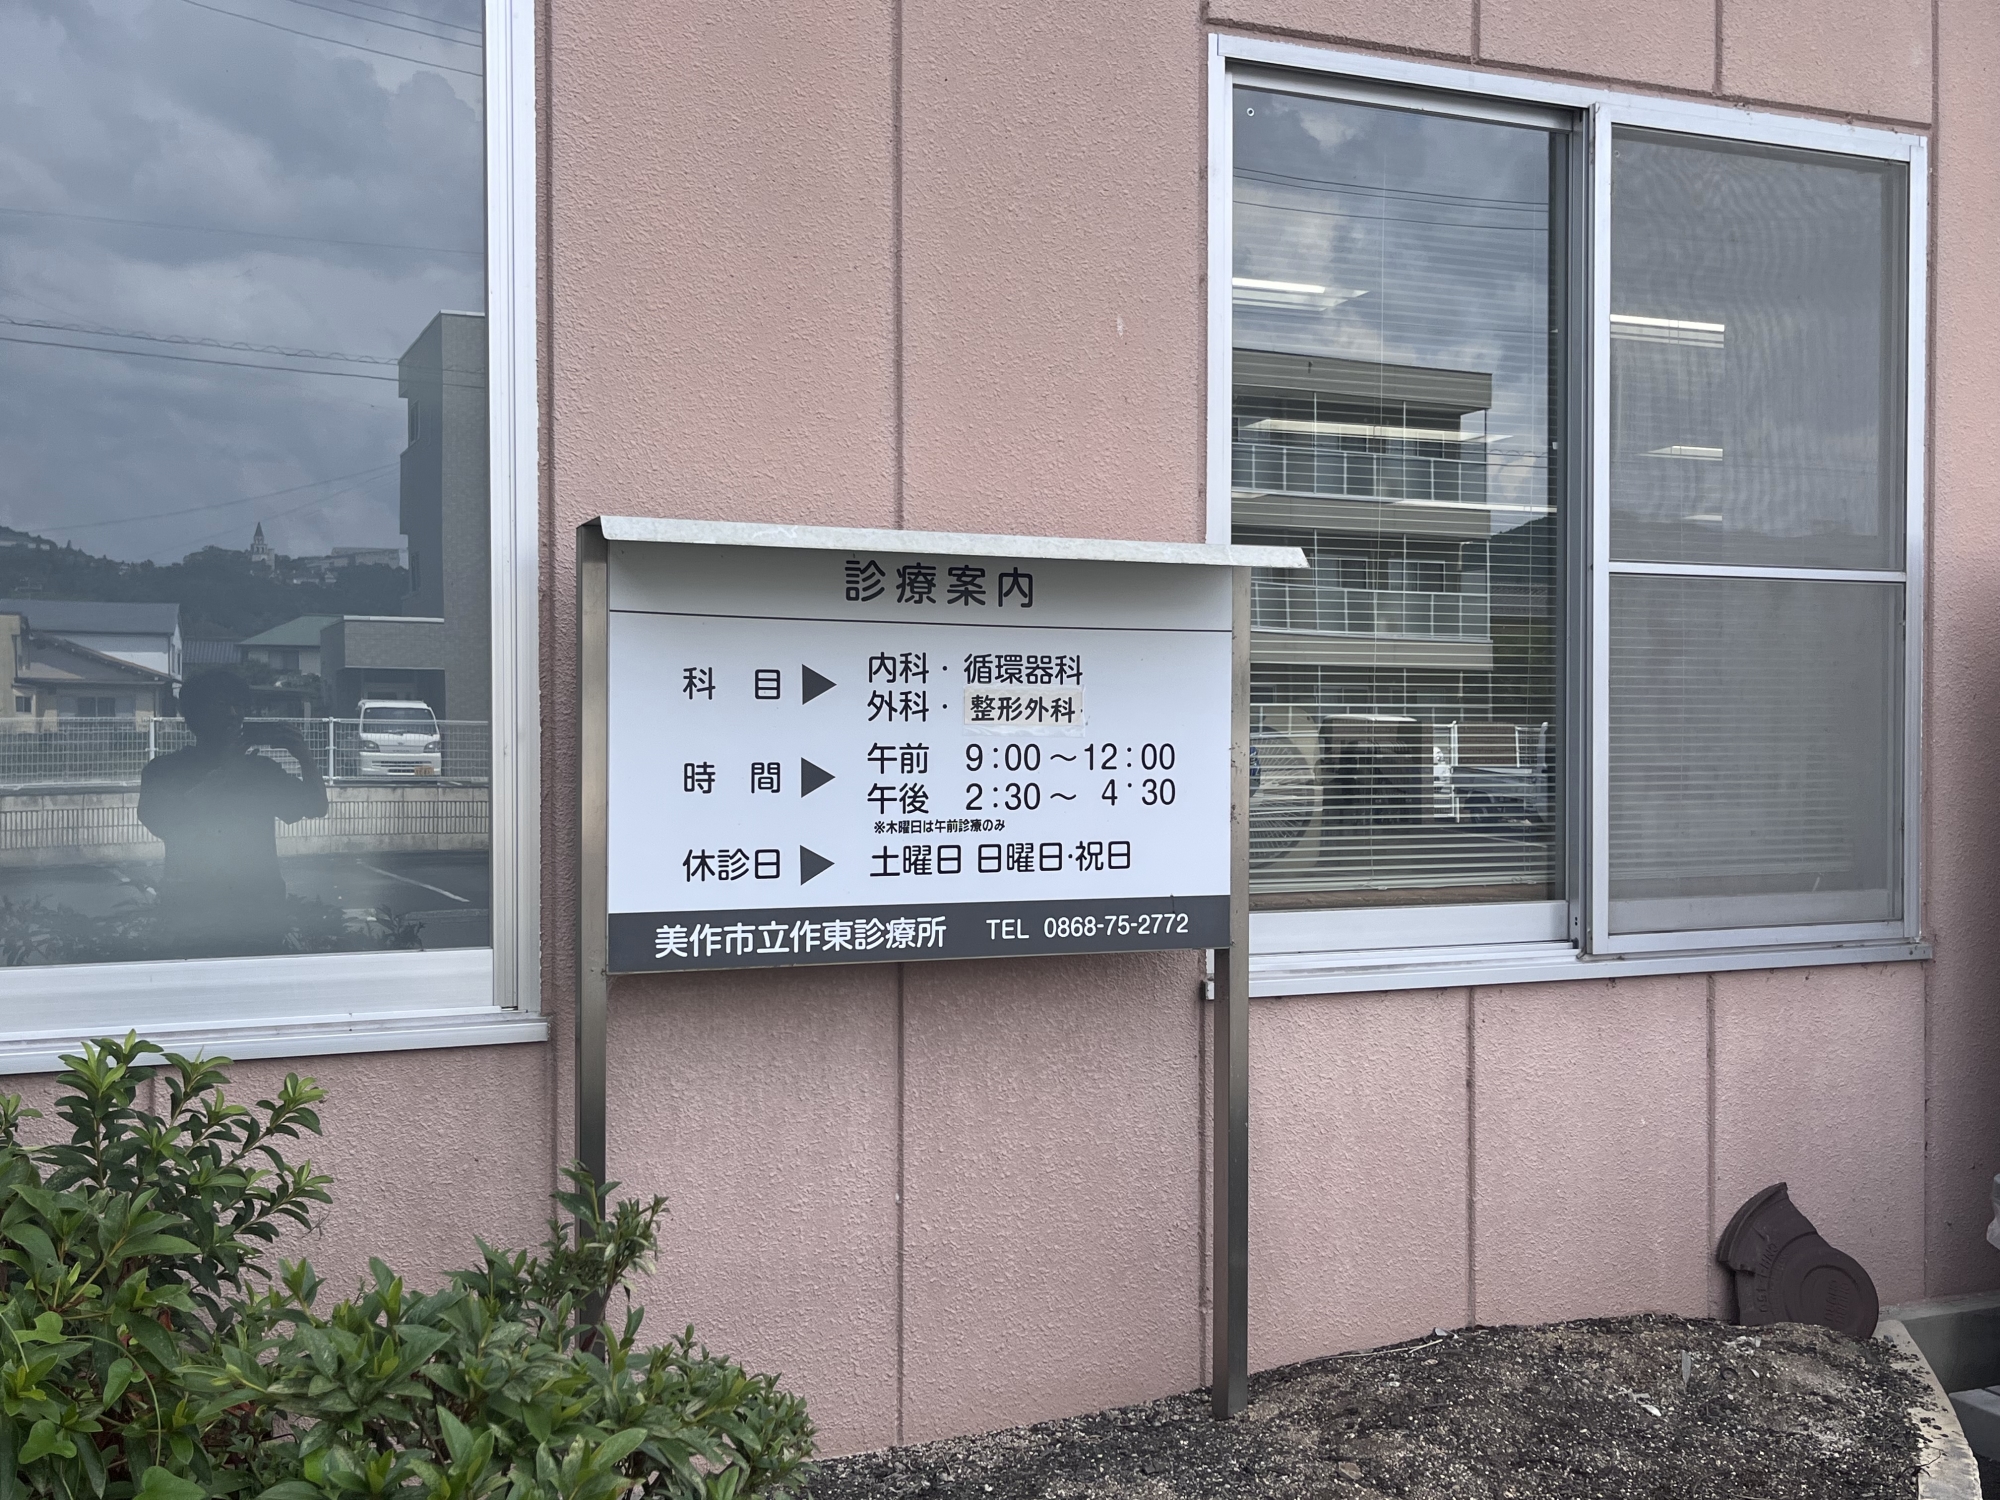 診療案内
科 目 ▶ 内科・循環器科
外科・整形外科
時 間 ▶ 午前 9:00～12:00
午後 2:30～ 4:30
※木曜日は午前診療のみ
休診日 ▶ 土曜日 日曜日・祝日
美作市立作東診療所 TEL 0868-75-2772